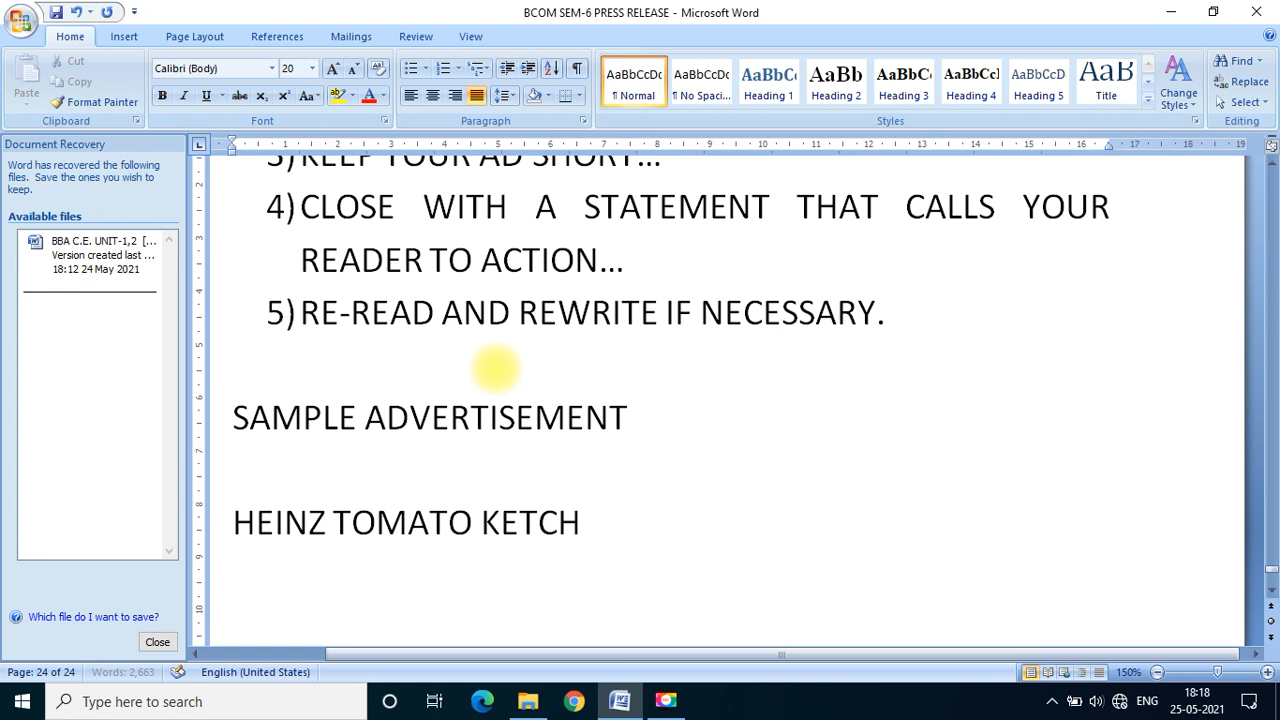 BCOM SEM-6 PRESS RELEASE - Microsoft Word
Home Insert Page Layout References Mailings Review View
Cut
Copy
Paste
Format Painter
Clipboard
Calibri (Body) 20
Font
Paragraph
AaBbCcDc AaBbCcDc AaBbC AaBb AaBbC AaBbCcI AaBbCcD AaB
¶ Normal ¶ No Spaci... Heading 1 Heading 2 Heading 3 Heading 4 Heading 5 Title
Change Styles
Styles
Find
Replace
Select
Editing
Document Recovery
Word has recovered the following
files. Save the ones you wish to
keep.
Available files
BBA C.E. UNIT-1,2 [...
Version created last ...
18:12 24 May 2021
Which file do I want to save?
Close
3) KEEP YOUR AD SHORT...
4) CLOSE WITH A STATEMENT THAT CALLS YOUR
READER TO ACTION...
5) RE-READ AND REWRITE IF NECESSARY.
SAMPLE ADVERTISEMENT
HEINZ TOMATO KETCH
Page: 24 of 24 Words: 2,663 English (United States) 150%
Type here to search
ENG
18:18
25-05-2021